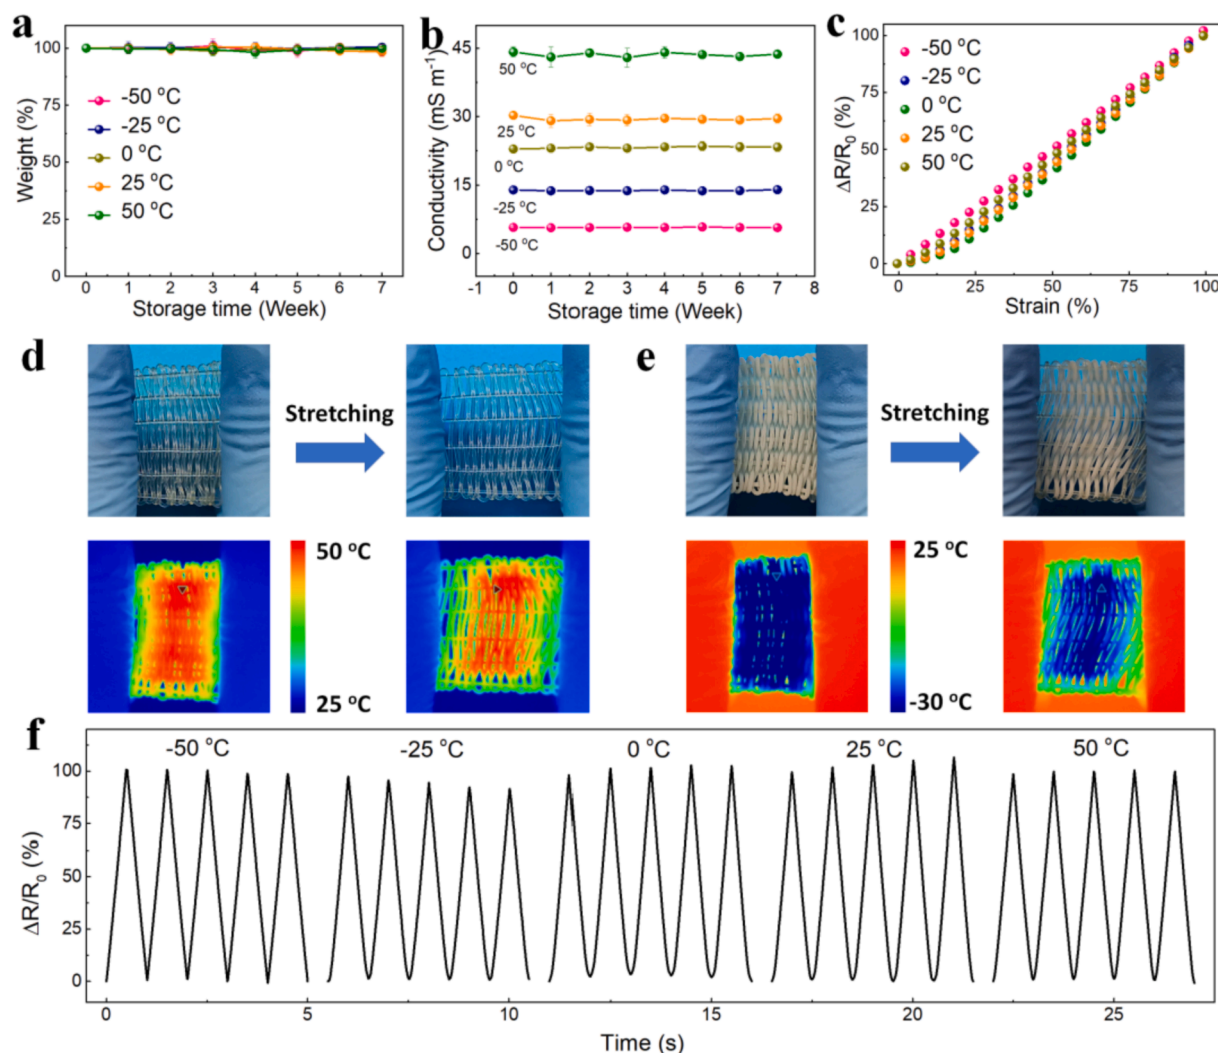 a
Weight (%)
100
75
50
25
0
-50 °C
-25 °C
0 °C
25 °C
50 °C
0 1 2 3 4 5 6 7
Storage time (Week)
b
Conductivity (mS m⁻¹)
45
30
15
0
50 °C
25 °C
0 °C
-25 °C
-50 °C
-1 0 1 2 3 4 5 6 7 8
Storage time (Week)
c
ΔR/R₀ (%)
100
75
50
25
0
-50 °C
-25 °C
0 °C
25 °C
50 °C
0 25 50 75 100
Strain (%)
d
Stretching
50 °C
25 °C
e
Stretching
25 °C
-30 °C
f
ΔR/R₀ (%)
100
75
50
25
0
-50 °C -25 °C 0 °C 25 °C 50 °C
0 5 10 15 20 25
Time (s)